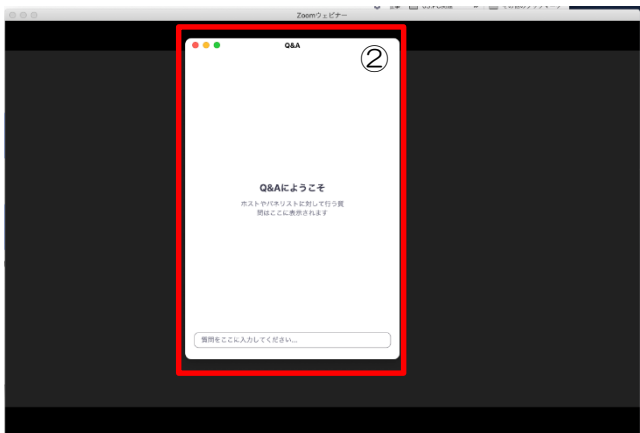 Zoomウェビナー
Q&A
②
Q&Aにようこそ
ホストやパネリストに対して行う質
問はここに表示されます
質問をここに入力してください...